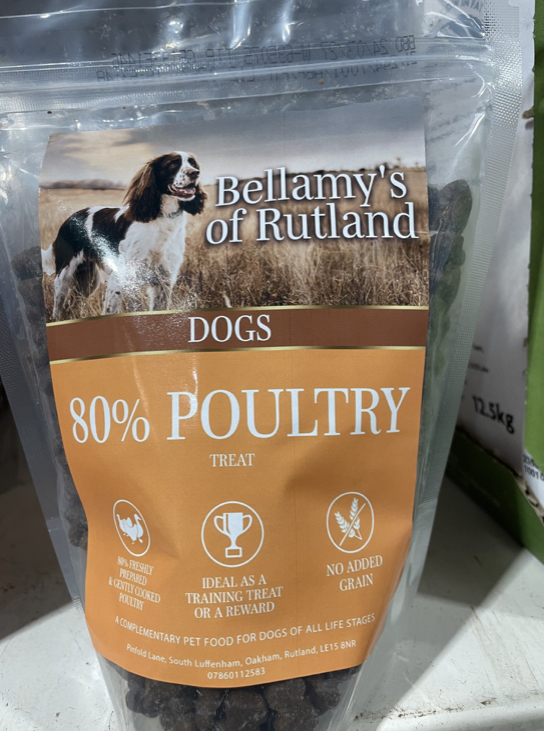 Bellamy's
of Rutland
DOGS
80% POULTRY
TREAT
80% FRESHLY
PREPARED
& GENTLY COOKED
POULTRY
IDEAL AS A
TRAINING TREAT
OR A REWARD
NO ADDED
GRAIN
A COMPLEMENTARY PET FOOD FOR DOGS OF ALL LIFE STAGES
Pinfold Lane, South Luffenham, Oakham, Rutland, LE15 8NR
07860112583
12.5kg